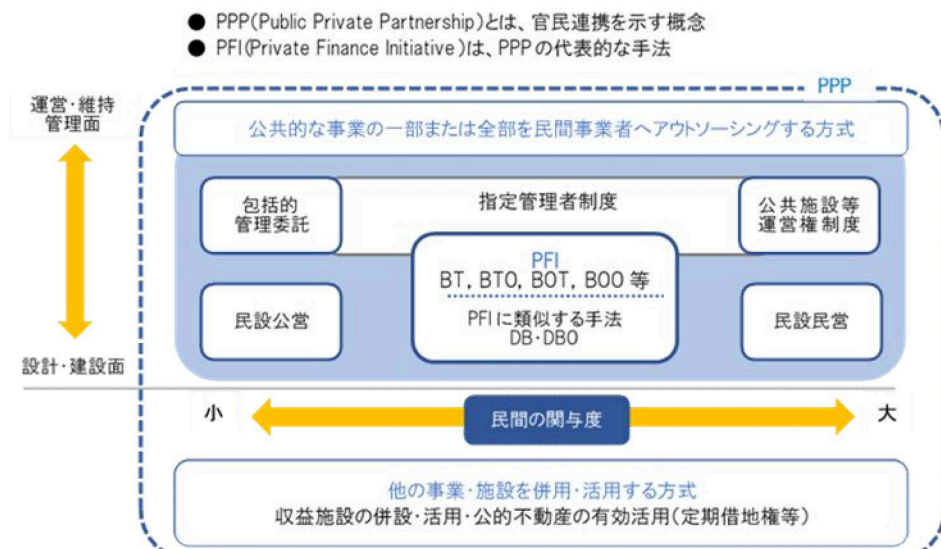 ● PPP(Public Private Partnership)とは、官民連携を示す概念
● PFI(Private Finance Initiative)は、PPPの代表的な手法
PPP
運営・維持
管理面
公共的な事業の一部または全部を民間事業者へアウトソーシングする方式
包括的
管理委託
指定管理者制度
公共施設等
運営権制度
PFI
BT, BTO, BOT, BOO 等
PFIに類似する手法
DB・DBO
民設公営
民設民営
設計・建設面
小
民間の関与度
大
他の事業・施設を併用・活用する方式
収益施設の併設・活用・公的不動産の有効活用(定期借地権等)